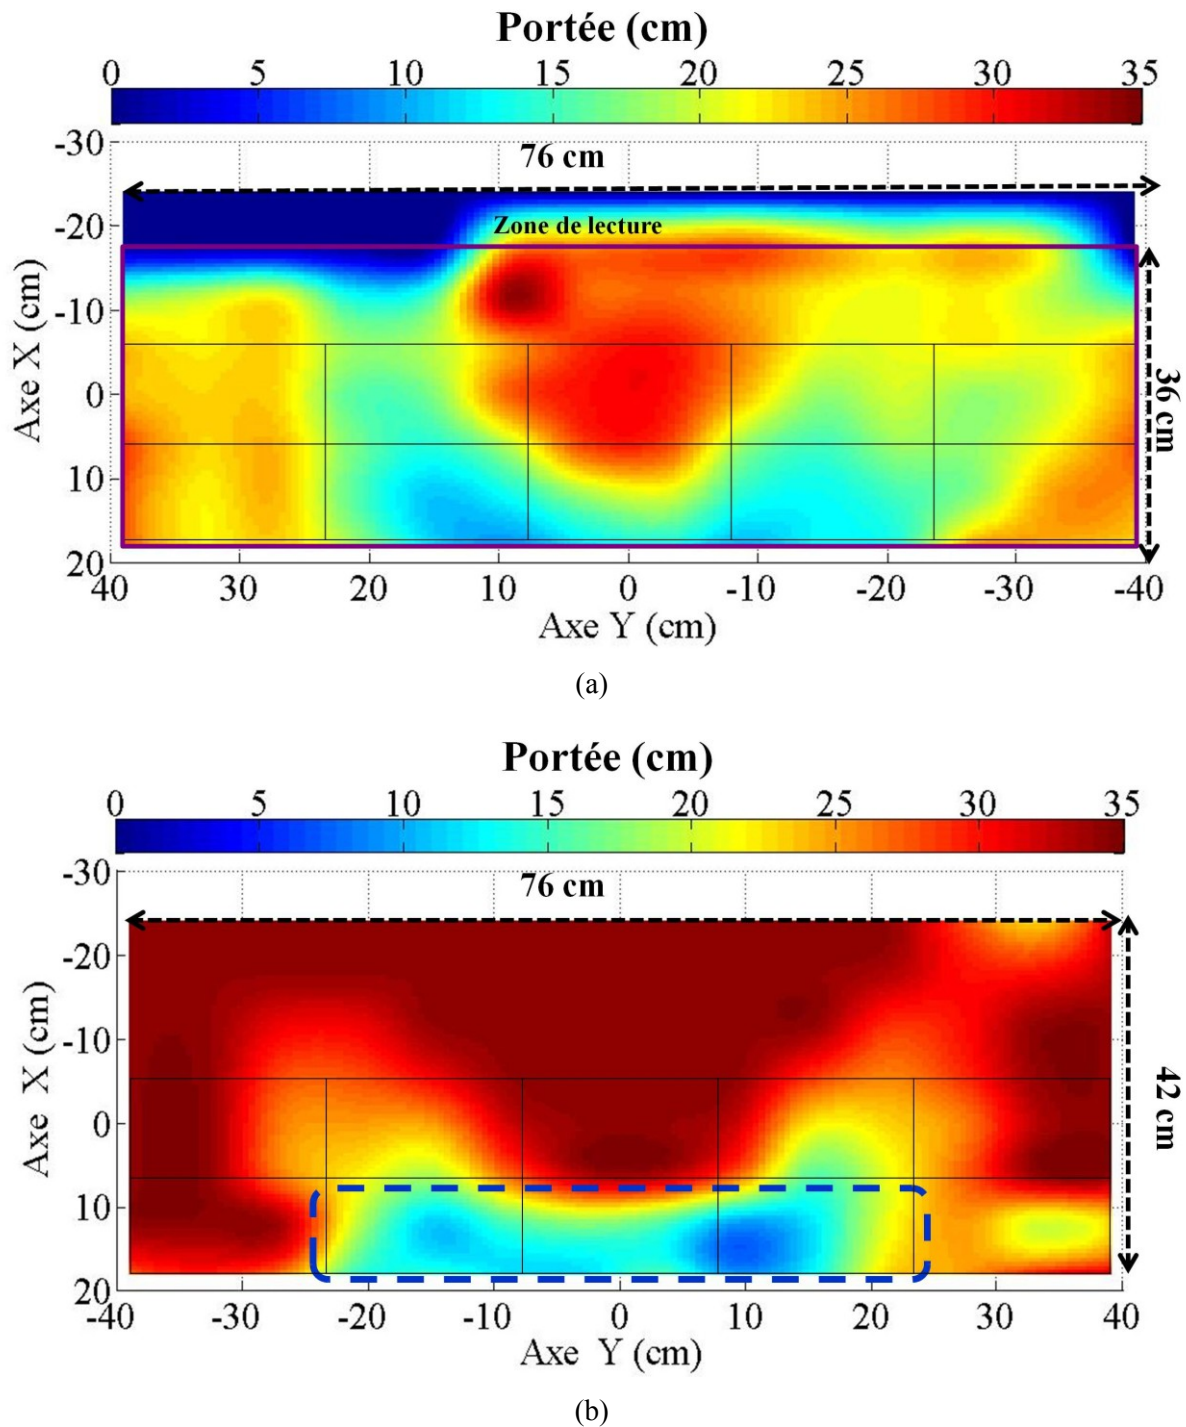 Portée (cm)
0 5 10 15 20 25 30 35
-30
76 cm
-20
Zone de lecture
-10
Axe X (cm)
0
36 cm
10
20
40 30 20 10 0 -10 -20 -30 -40
Axe Y (cm)
(a)
Portée (cm)
0 5 10 15 20 25 30 35
-30
76 cm
-20
-10
Axe X (cm)
0
42 cm
10
20
-40 -30 -20 -10 0 10 20 30 40
Axe Y (cm)
(b)